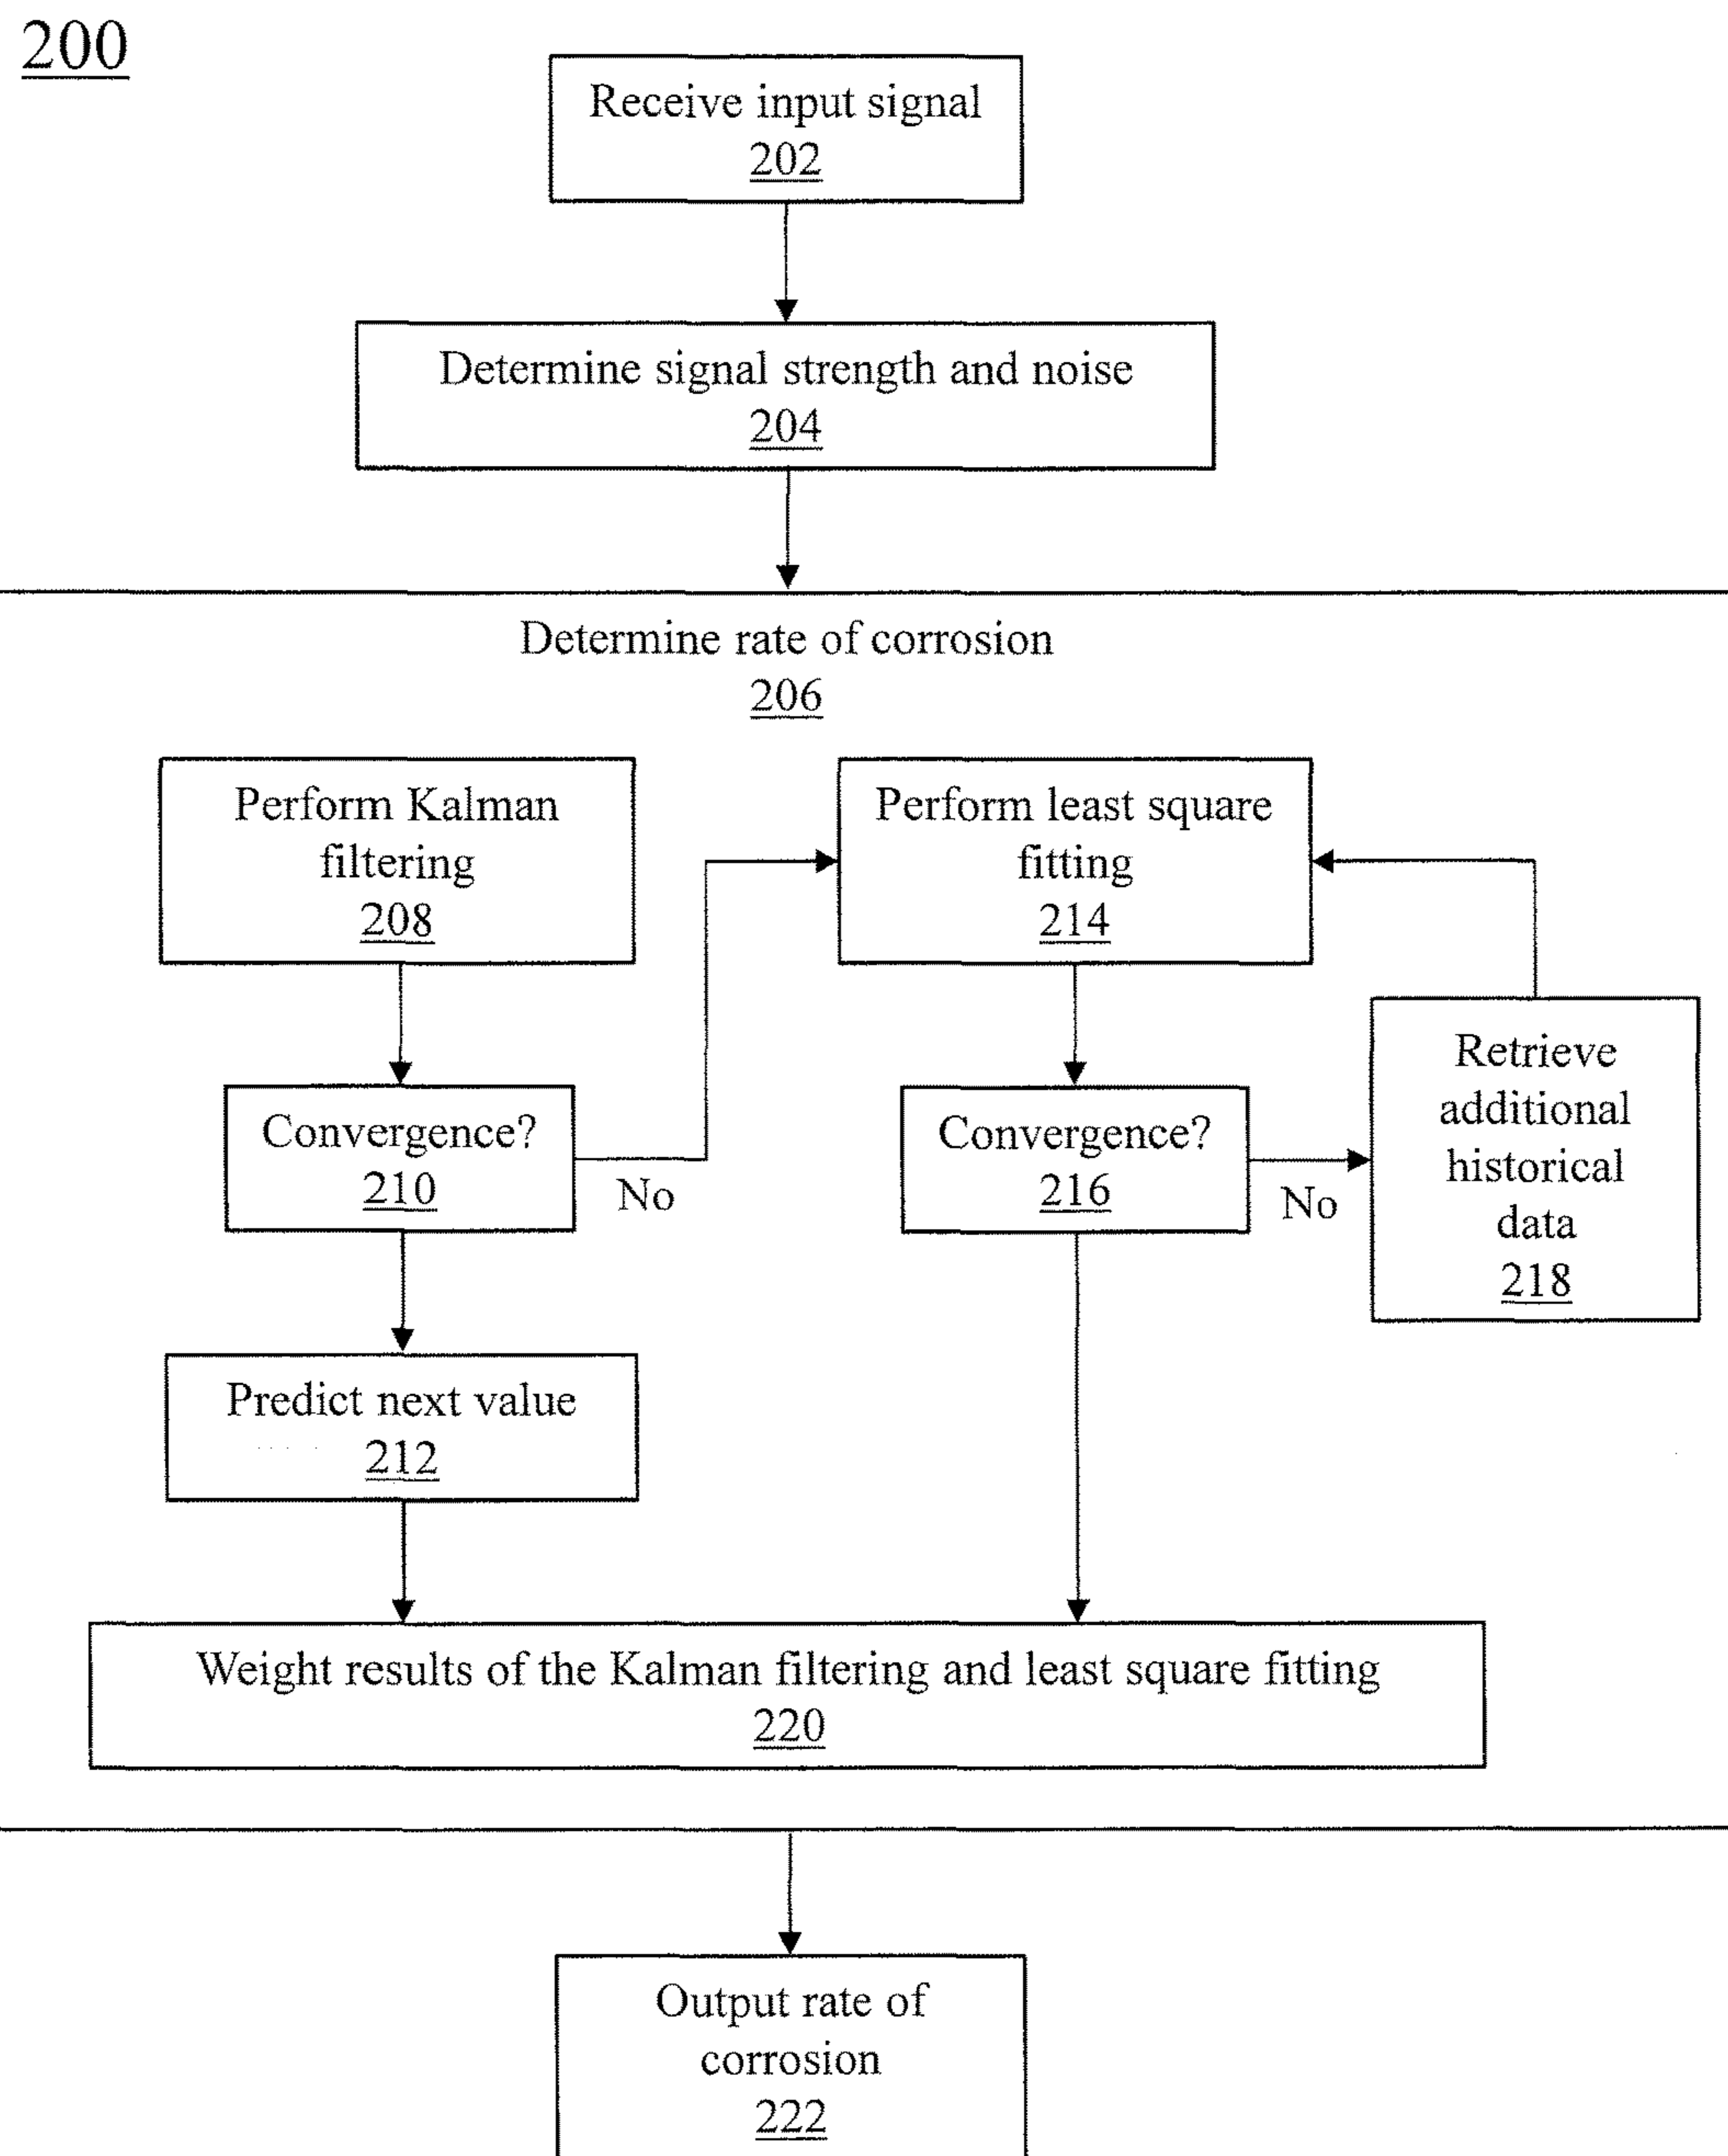 200
Receive input signal
202
Determine signal strength and noise
204
Determine rate of corrosion
206
Perform Kalman
filtering
208
Perform least square
fitting
214
Convergence?
210
No
Convergence?
216
No
Retrieve
additional
historical
data
218
Predict next value
212
Weight results of the Kalman filtering and least square fitting
220
Output rate of
corrosion
222